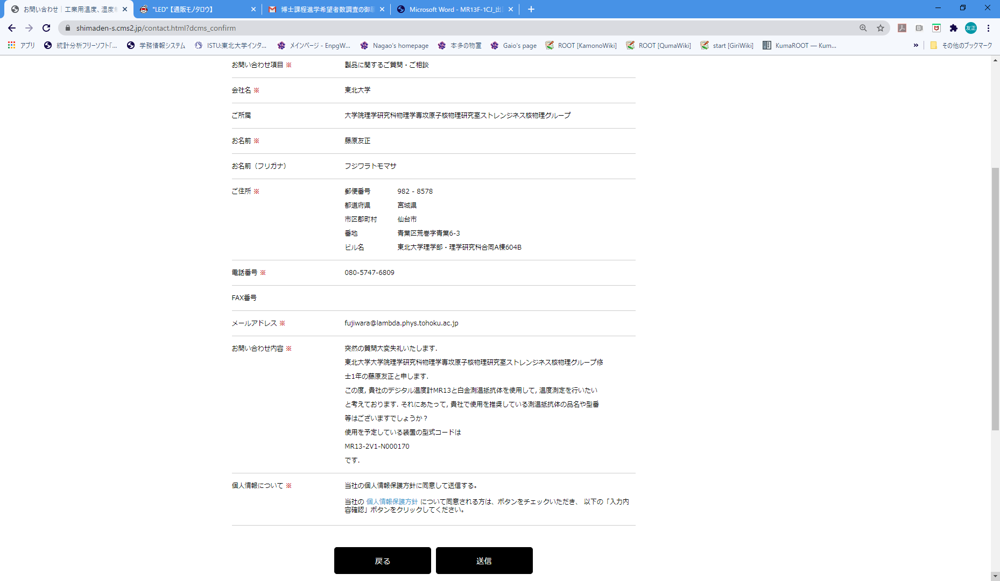 お問い合わせ｜工業用温度、湿度
"LED"【通販モノタロウ】
博士課程進学希望者数調査の御
Microsoft Word - MR13F-1CJ_出
shimaden-s.cms2.jp/contact.html?dcms_confirm
友正
アプリ
統計分析フリーソフト「...
学務情報システム
ISTU:東北大学インタ...
メインページ - EnpgW...
Nagao's homepage
本多の物置
Gaio's page
ROOT [KamonoWiki]
ROOT [QumaWiki]
start [GiriWiki]
KumaROOT — Kum...
»
その他のブックマーク
お問い合わせ項目 ※ 製品に関するご質問・ご相談
会社名 ※ 東北大学
ご所属 大学院理学研究科物理学専攻原子核物理研究室ストレンジネス核物理グループ
お名前 ※ 藤原友正
お名前（フリガナ） フジワラトモマサ
ご住所 ※ 郵便番号 982 - 8578
都道府県 宮城県
市区郡町村 仙台市
番地 青葉区荒巻字青葉6-3
ビル名 東北大学理学部・理学研究科合同A棟604B
電話番号 ※ 080-5747-6809
FAX番号
メールアドレス ※ fujiwara@lambda.phys.tohoku.ac.jp
お問い合わせ内容 ※ 突然の質問大変失礼いたします.
東北大学大学院理学研究科物理学専攻原子核物理研究室ストレンジネス核物理グループ修
士1年の藤原友正と申します.
この度, 貴社のデジタル温度計MR13と白金測温抵抗体を使用して, 温度測定を行いたい
と考えております. それにあたって, 貴社で使用を推奨している測温抵抗体の品名や型番
等はございますでしょうか？
使用を予定している装置の型式コードは
MR13-2V1-N000170
です.
個人情報について ※ 当社の個人情報保護方針に同意して送信する。
当社の 個人情報保護方針 について同意される方は、ボタンをチェックいただき、 以下の「入力内
容確認」ボタンをクリックしてください。
戻る
送信